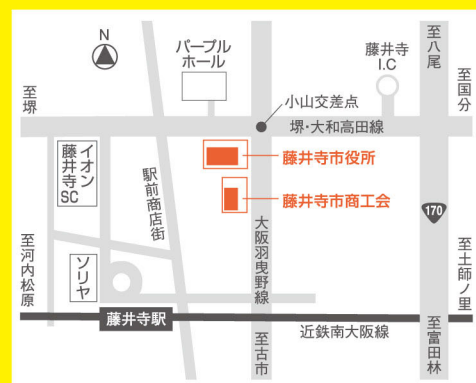 N
パープル
ホール
藤井寺
I.C
至八尾
至国分
至堺
小山交差点
堺・大和高田線
イオン
藤井寺
SC
駅前商店街
藤井寺市役所
藤井寺市商工会
大阪羽曳野線
170
至河内松原
ソリヤ
至土師ノ里
藤井寺駅
近鉄南大阪線
至古市
至富田林